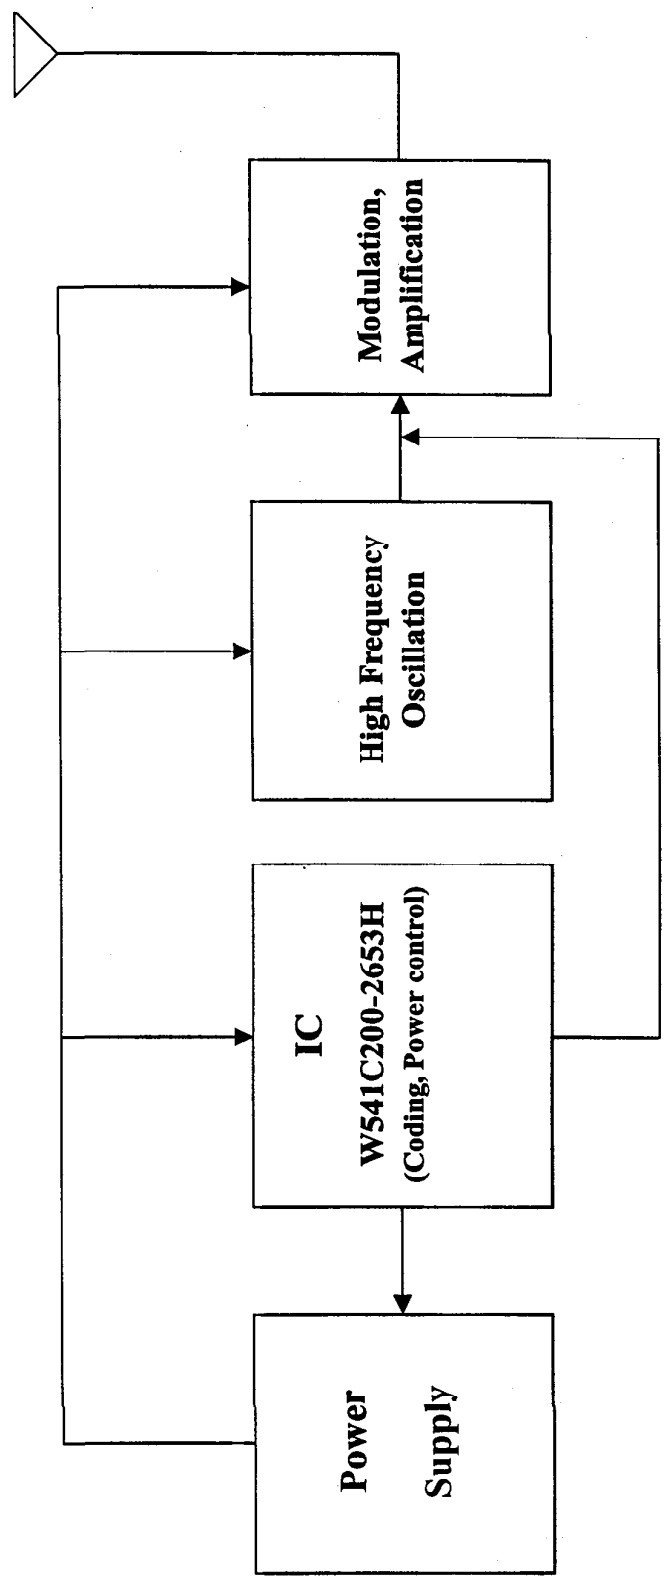 Power
Supply
IC
W541C200-2653H
(Coding, Power control)
High Frequency
Oscillation
Modulation,
Amplification